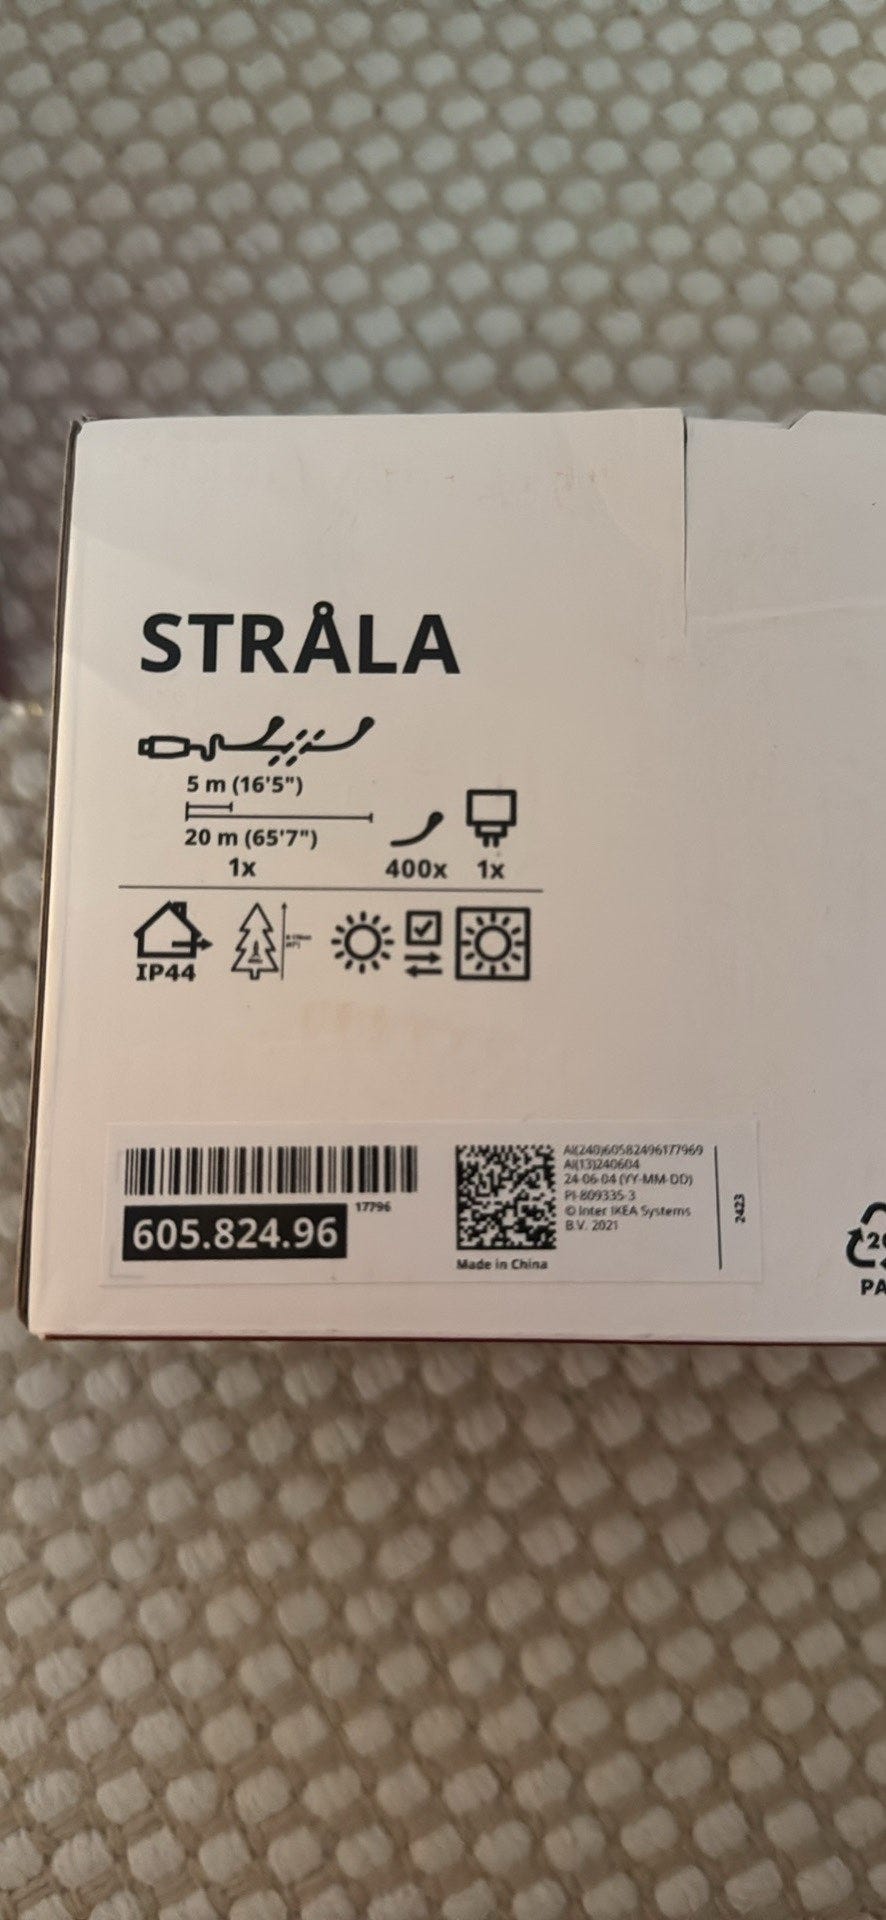 STRÅLA
5 m (16'5")
20 m (65'7")
1x
400x
1x
IP44
17796
605.824.96
AI(240)60582496177969
AI(13)240604
24-06-04 (YY-MM-DD)
PI-809335-3
© Inter IKEA Systems
B.V. 2021
Made in China
2423
PA